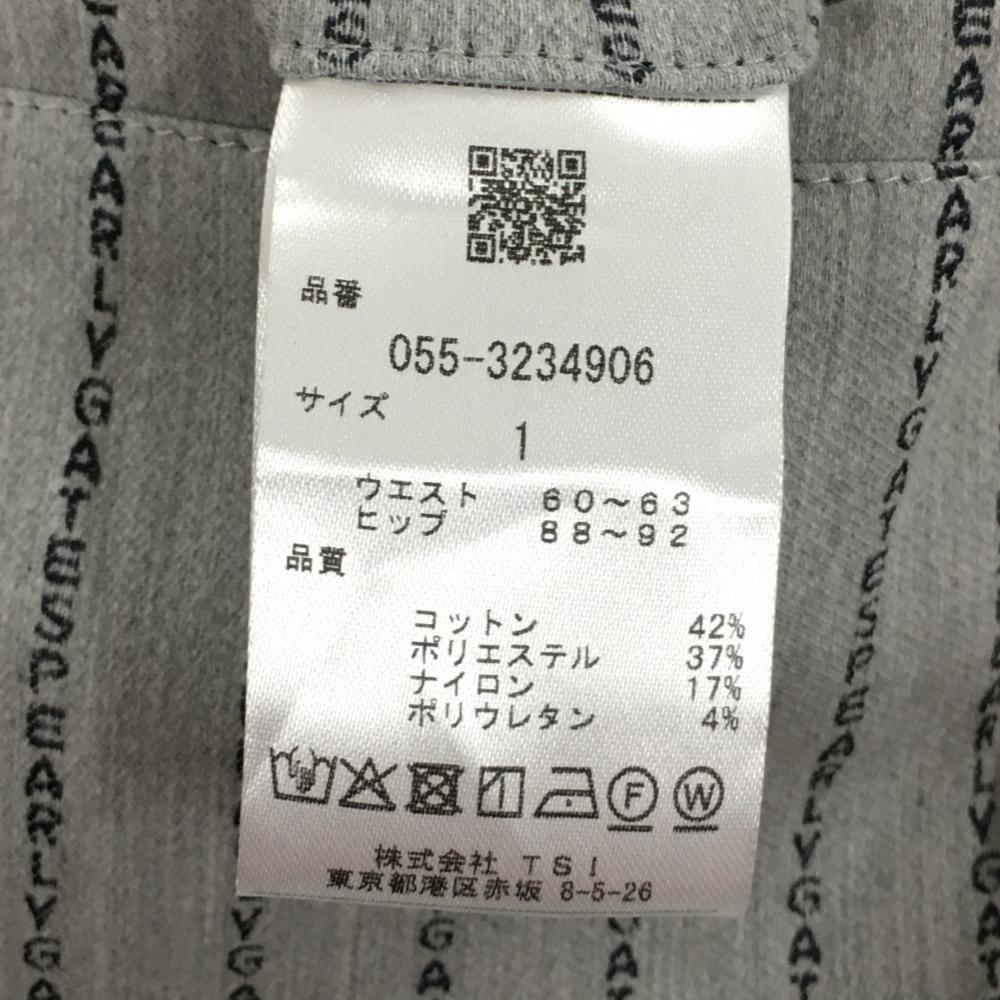 品番
055-3234906
サイズ
1
ウエスト 60〜63
ヒップ 88〜92
品質
コットン 42%
ポリエステル 37%
ナイロン 17%
ポリウレタン 4%
F W
株式会社 TSI
東京都港区赤坂 8-5-26
PEARLYGATES